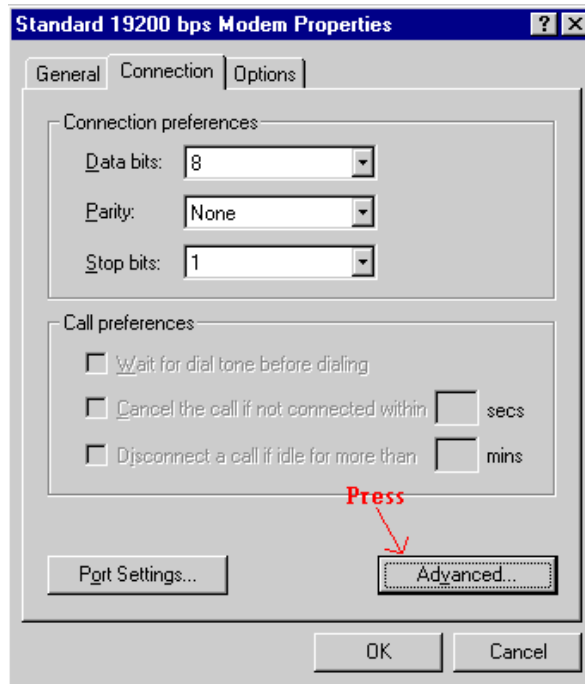 Standard 19200 bps Modem Properties
General Connection Options
Connection preferences
Data bits: 8
Parity: None
Stop bits: 1
Call preferences
Wait for dial tone before dialing
Cancel the call if not connected within secs
Disconnect a call if idle for more than mins
Press
Port Settings... Advanced...
OK Cancel